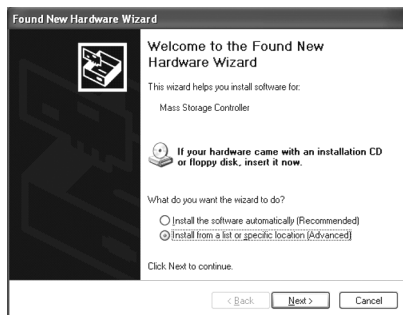 Found New Hardware Wizard
Welcome to the Found New
Hardware Wizard
This wizard helps you install software for:
Mass Storage Controller
If your hardware came with an installation CD
or floppy disk, insert it now.
What do you want the wizard to do?
Install the software automatically (Recommended)
Install from a list or specific location (Advanced)
Click Next to continue.
< Back Next > Cancel